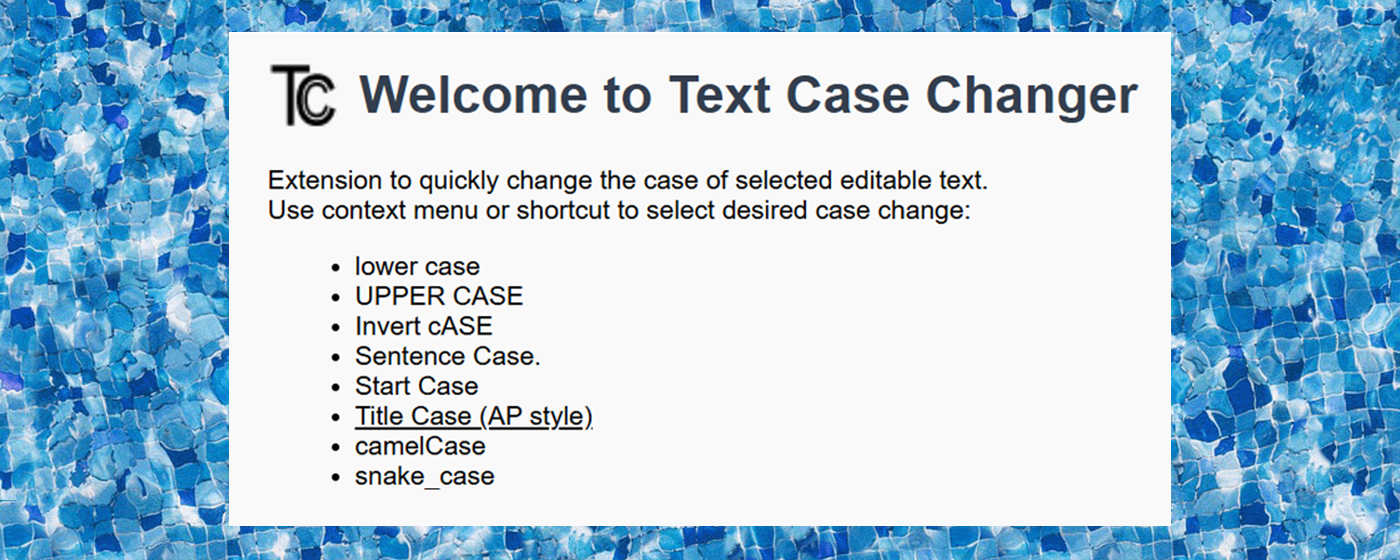 TC Welcome to Text Case Changer
Extension to quickly change the case of selected editable text.
Use context menu or shortcut to select desired case change:
• lower case
• UPPER CASE
• Invert cASE
• Sentence Case.
• Start Case
• Title Case (AP style)
• camelCase
• snake_case